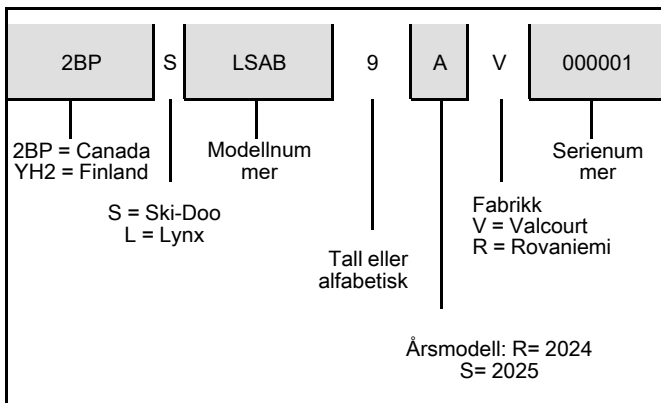 2BP S LSAB 9 A V 000001
2BP = Canada
YH2 = Finland
Modellnum
mer
Serienum
mer
S = Ski-Doo
L = Lynx
Fabrikk
V = Valcourt
R = Rovaniemi
Tall eller
alfabetisk
Årsmodell: R= 2024
S= 2025